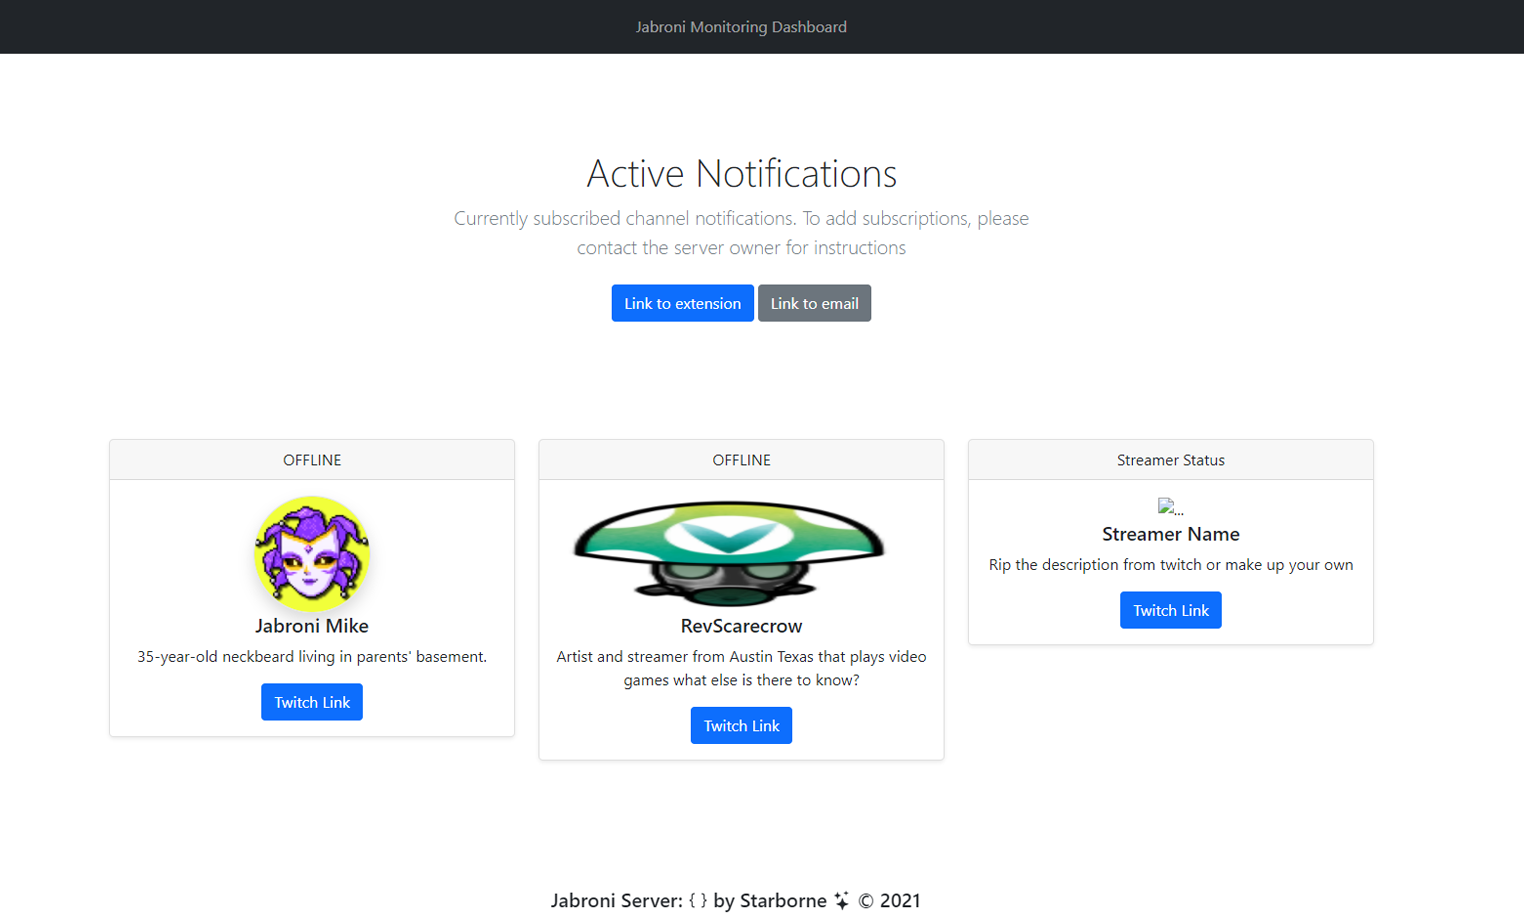 Jabroni Monitoring Dashboard
Active Notifications
Currently subscribed channel notifications. To add subscriptions, please
contact the server owner for instructions
Link to extension
Link to email
OFFLINE
Jabroni Mike
35-year-old neckbeard living in parents' basement.
Twitch Link
OFFLINE
RevScarecrow
Artist and streamer from Austin Texas that plays video
games what else is there to know?
Twitch Link
Streamer Status
...
Streamer Name
Rip the description from twitch or make up your own
Twitch Link
Jabroni Server: { } by Starborne ✨ © 2021